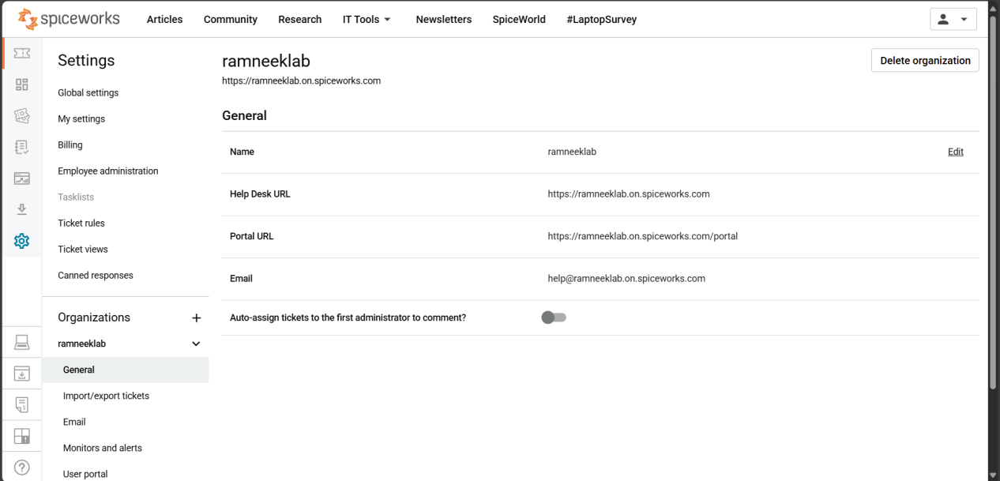 spiceworks Articles Community Research IT Tools Newsletters SpiceWorld #LaptopSurvey
Settings
Global settings
My settings
Billing
Employee administration
Tasklists
Ticket rules
Ticket views
Canned responses
Organizations +
ramneeklab
General
Import/export tickets
Email
Monitors and alerts
User portal
ramneeklab
https://ramneeklab.on.spiceworks.com
Delete organization
General
Name ramneeklab Edit
Help Desk URL https://ramneeklab.on.spiceworks.com
Portal URL https://ramneeklab.on.spiceworks.com/portal
Email help@ramneeklab.on.spiceworks.com
Auto-assign tickets to the first administrator to comment?